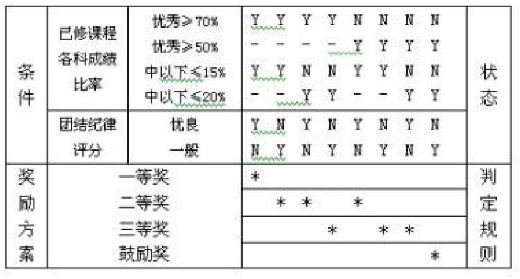 条件
已修课程
各科成绩
比率
优秀≥70% Y Y Y Y N N N N
优秀≥50% - - - - Y Y Y Y
中以下≤15% Y Y N N Y Y N N
中以下≤20% - - Y Y - - Y Y
团结纪律
评分
优良 Y N Y N Y N Y N
一般 N Y N Y N Y N Y
状态
奖励方案
一等奖 *
二等奖 * * *
三等奖 * * *
鼓励奖 *
判定规则